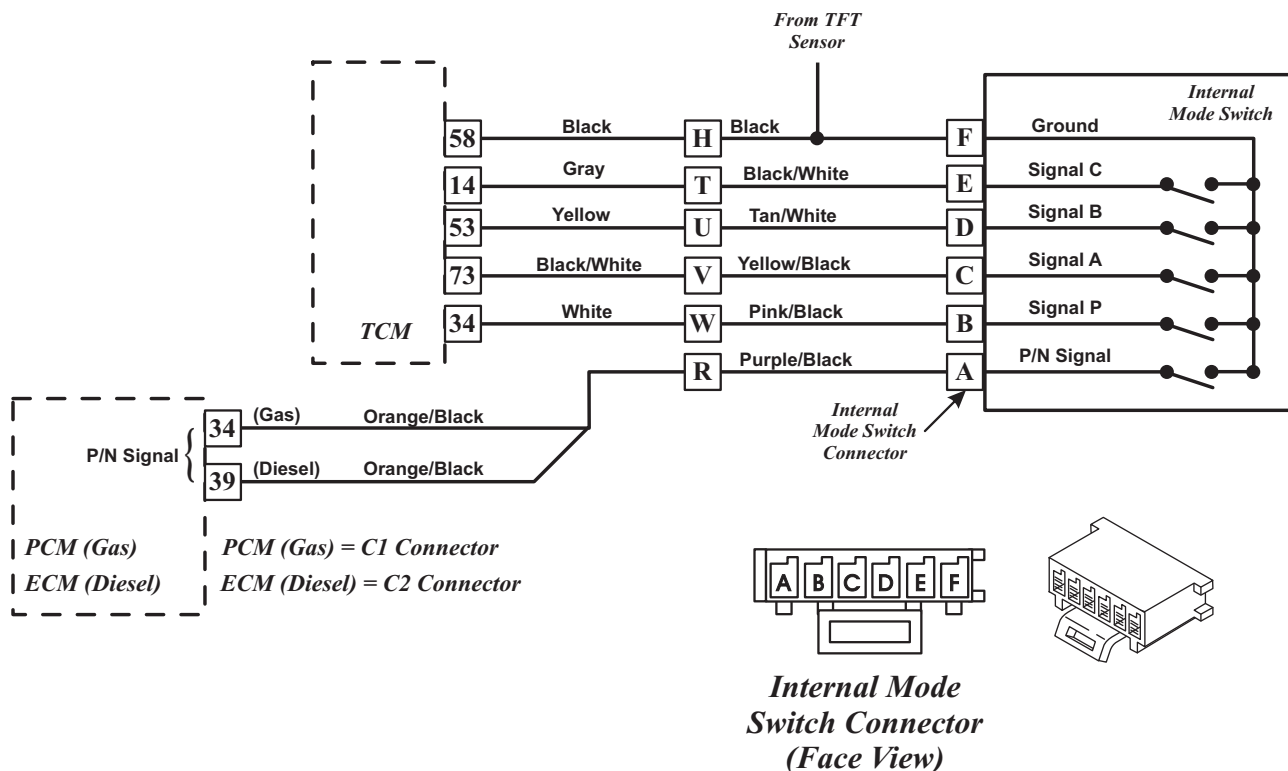 From TFT
Sensor
Internal
Mode Switch
58 Black H Black F Ground
14 Gray T Black/White E Signal C
53 Yellow U Tan/White D Signal B
73 Black/White V Yellow/Black C Signal A
TCM 34 White W Pink/Black B Signal P
R Purple/Black A P/N Signal
Internal
Mode Switch
Connector
P/N Signal {
34 (Gas) Orange/Black
39 (Diesel) Orange/Black
PCM (Gas) PCM (Gas) = C1 Connector
ECM (Diesel) ECM (Diesel) = C2 Connector
A B C D E F
Internal Mode
Switch Connector
(Face View)